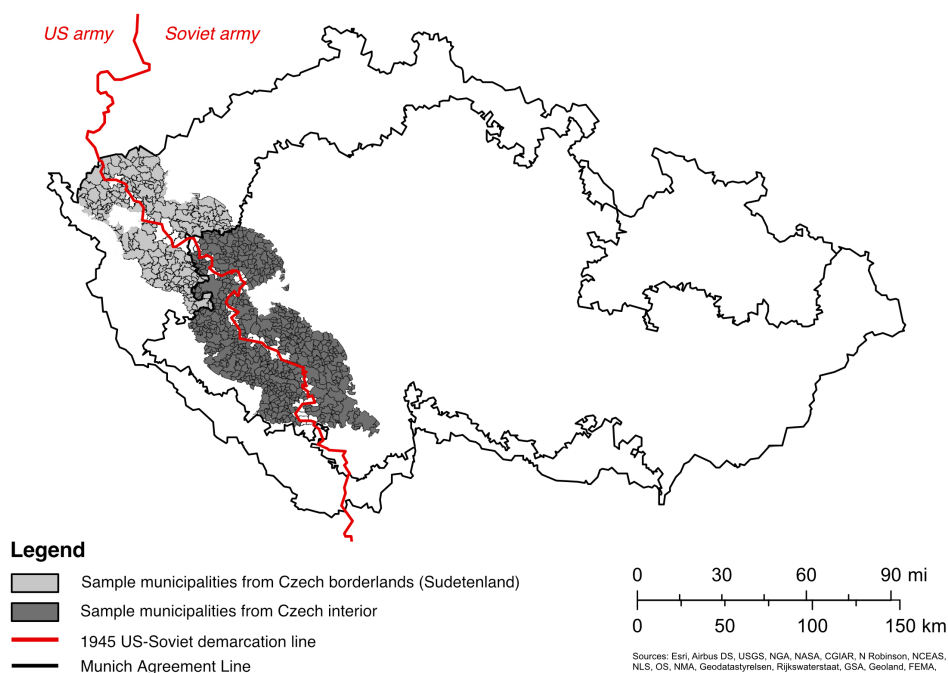 US army Soviet army
Legend
Sample municipalities from Czech borderlands (Sudetenland)
Sample municipalities from Czech interior
1945 US-Soviet demarcation line
Munich Agreement Line
0 30 60 90 mi
0 50 100 150 km
Sources: Esri, Airbus DS, USGS, NGA, NASA, CGIAR, N Robinson, NCEAS,
NLS, OS, NMA, Geodatastyrelsen, Rijkswaterstaat, GSA, Geoland, FEMA,